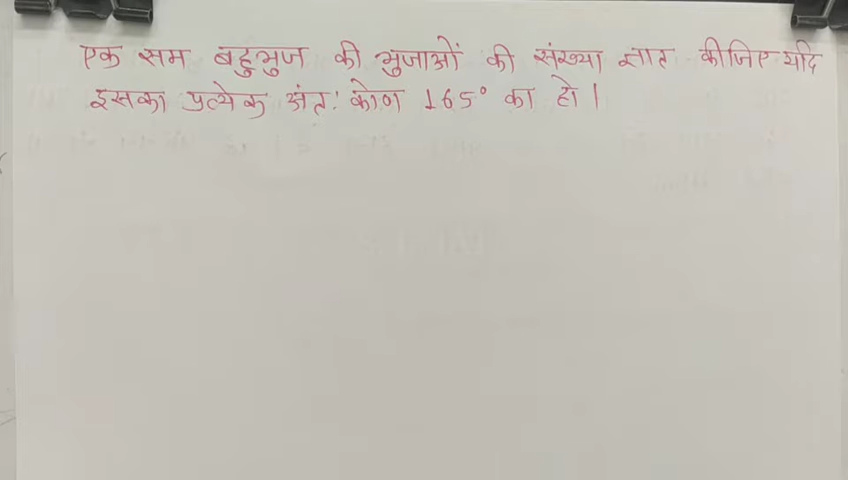 एक सम बहुभुज की भुजाओं की संख्या ज्ञात कीजिए यदि
इसका प्रत्येक अंत: कोण 165° का हो।